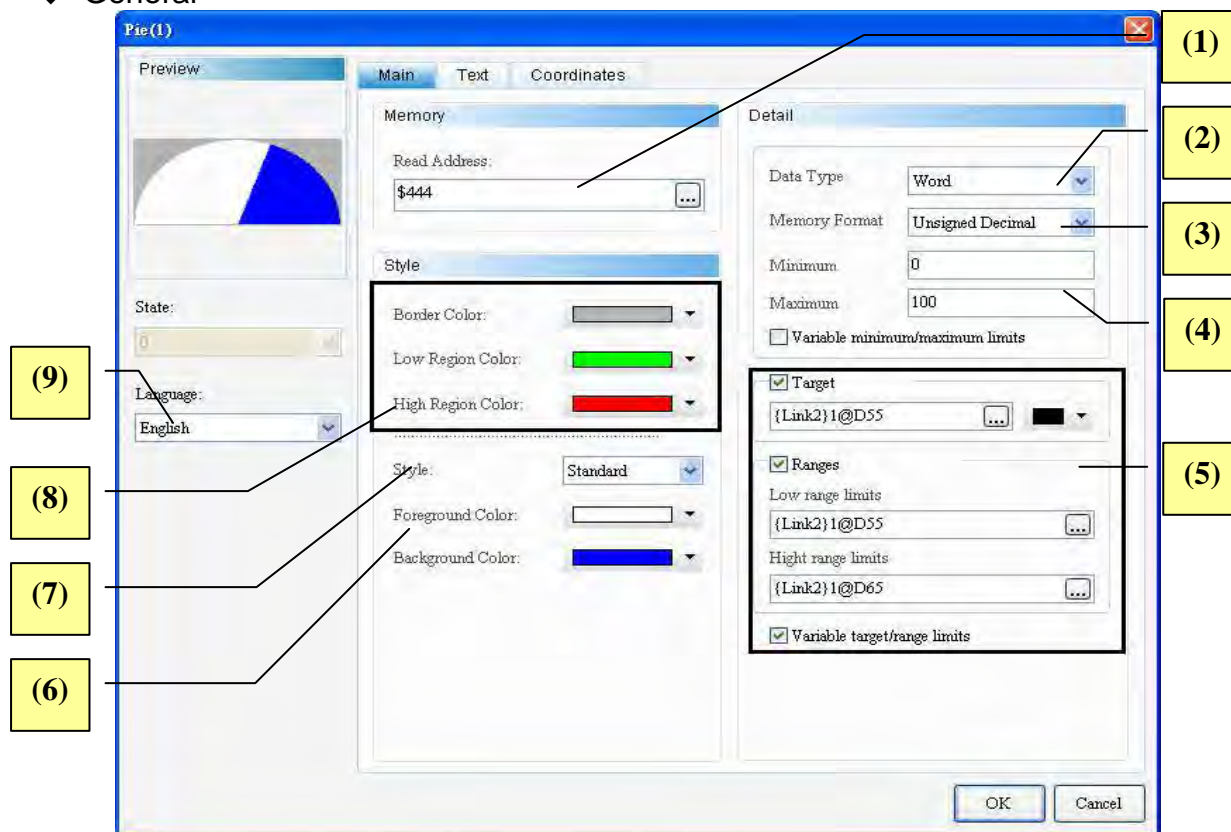 General
Pie(1)
(1)
Preview
Main Text Coordinates
Memory
Read Address:
$444
...
Detail
Data Type Word
(2)
Memory Format Unsigned Decimal
(3)
Minimum 0
Maximum 100
(4)
Variable minimum/maximum limits
Style
Border Color:
Low Region Color:
High Region Color:
Style: Standard
Foreground Color:
Background Color:
Target
{Link2}1@D55 ...
Ranges
(5)
Low range limits
{Link2}1@D55 ...
Hight range limits
{Link2}1@D65 ...
Variable target/range limits
State:
0
(9)
Language:
English
(8)
(7)
(6)
OK Cancel